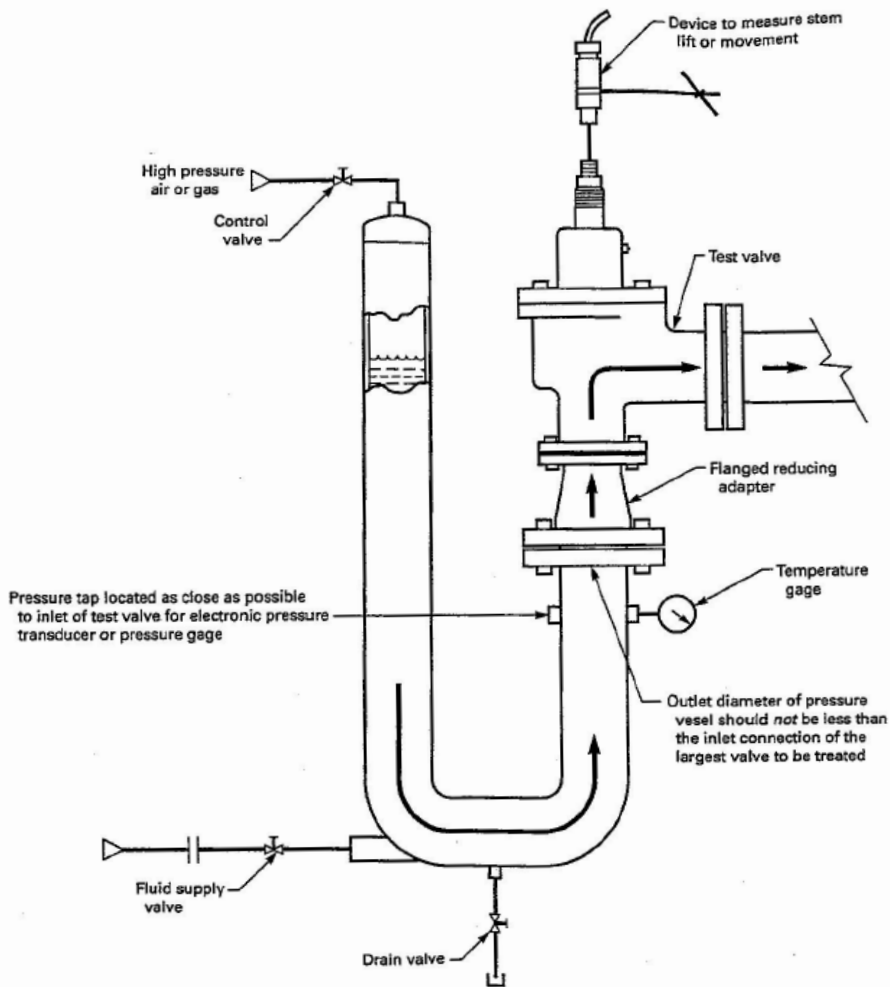 Device to measure stem
lift or movement
High pressure
air or gas
Control
valve
Test valve
Flanged reducing
adapter
Temperature
gage
Pressure tap located as close as possible
to inlet of test valve for electronic pressure
transducer or pressure gage
Outlet diameter of pressure
vessel should not be less than
the inlet connection of the
largest valve to be treated
Fluid supply
valve
Drain valve